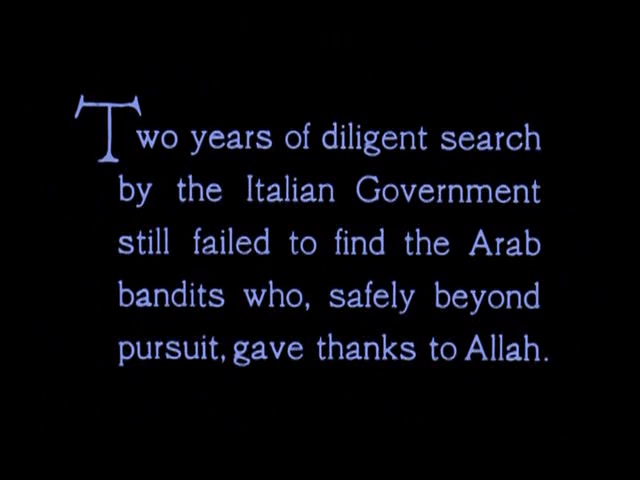 Two years of diligent search
by the Italian Government
still failed to find the Arab
bandits who, safely beyond
pursuit, gave thanks to Allah.